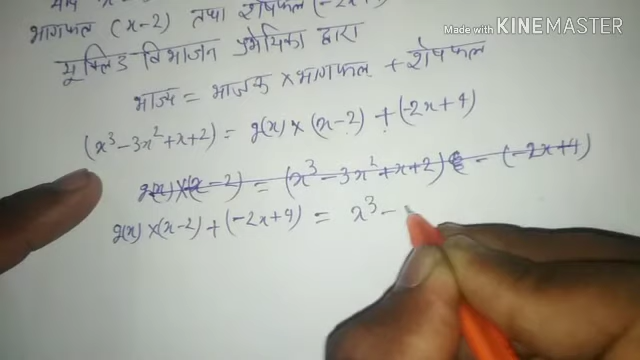 Made with
KINEMASTER
भागफल (x-2) तथा शेषफल (-2x+4)
यूक्लिड विभाजन प्रमेयिका द्वारा
भाज्य = भाजक × भागफल + शेषफल
(x³-3x²+x+2) = g(x) × (x-2) + (-2x+4)
g(x) × (x-2) = (x³-3x²+x+2) - (-2x+4)
g(x) × (x-2) + (-2x+4) = x³-